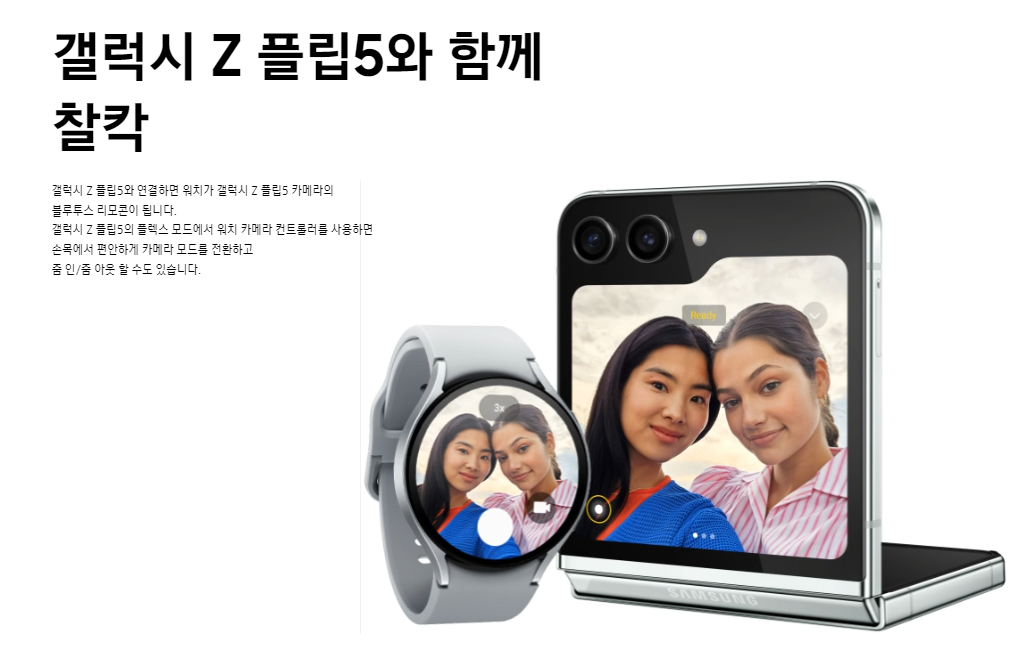 갤럭시 Z 플립5와 함께
찰칵
갤럭시 Z 플립5와 연결하면 워치가 갤럭시 Z 플립5 카메라의
블루투스 리모콘이 됩니다.
갤럭시 Z 플립5의 플렉스 모드에서 워치 카메라 컨트롤러를 사용하면
손목에서 편안하게 카메라 모드를 전환하고
줌 인/줌 아웃 할 수도 있습니다.
Ready
3x
SAMSUNG